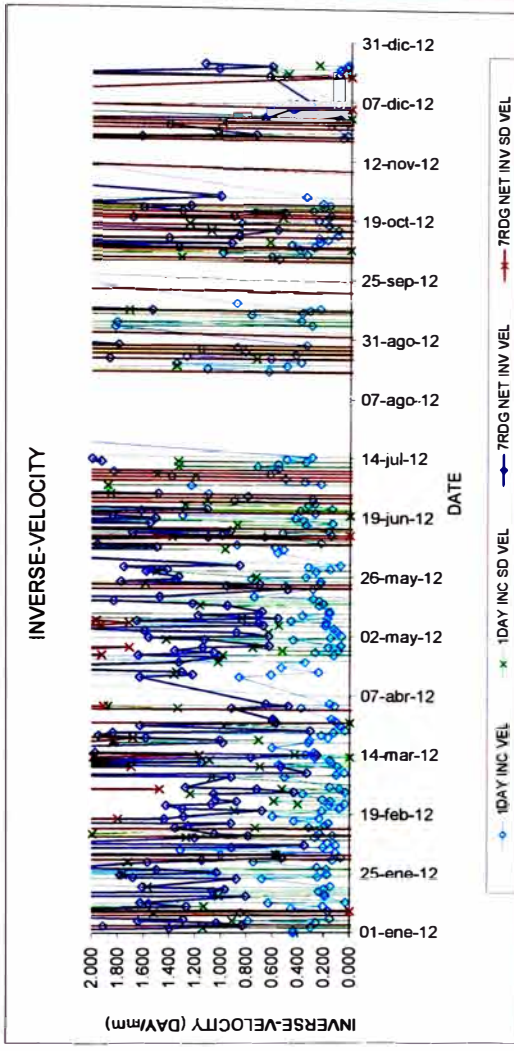 INVERSE-VELOCITY
INVERSE-VELOCITY (DAY/mm)
2.000
1.800
1.600
1.400
1.200
1.000
0.800
0.600
0.400
0.200
0.000
01-ene-12
25-ene-12
19-feb-12
14-mar-12
07-abr-12
02-may-12
26-may-12
19-jun-12
14-jul-12
07-ago-12
31-ago-12
25-sep-12
19-oct-12
12-nov-12
07-dic-12
31-dic-12
DATE
1DAY INC VEL
1DAY INC SD VEL
7RDG NET INV VEL
7RDG NET INV SD VEL